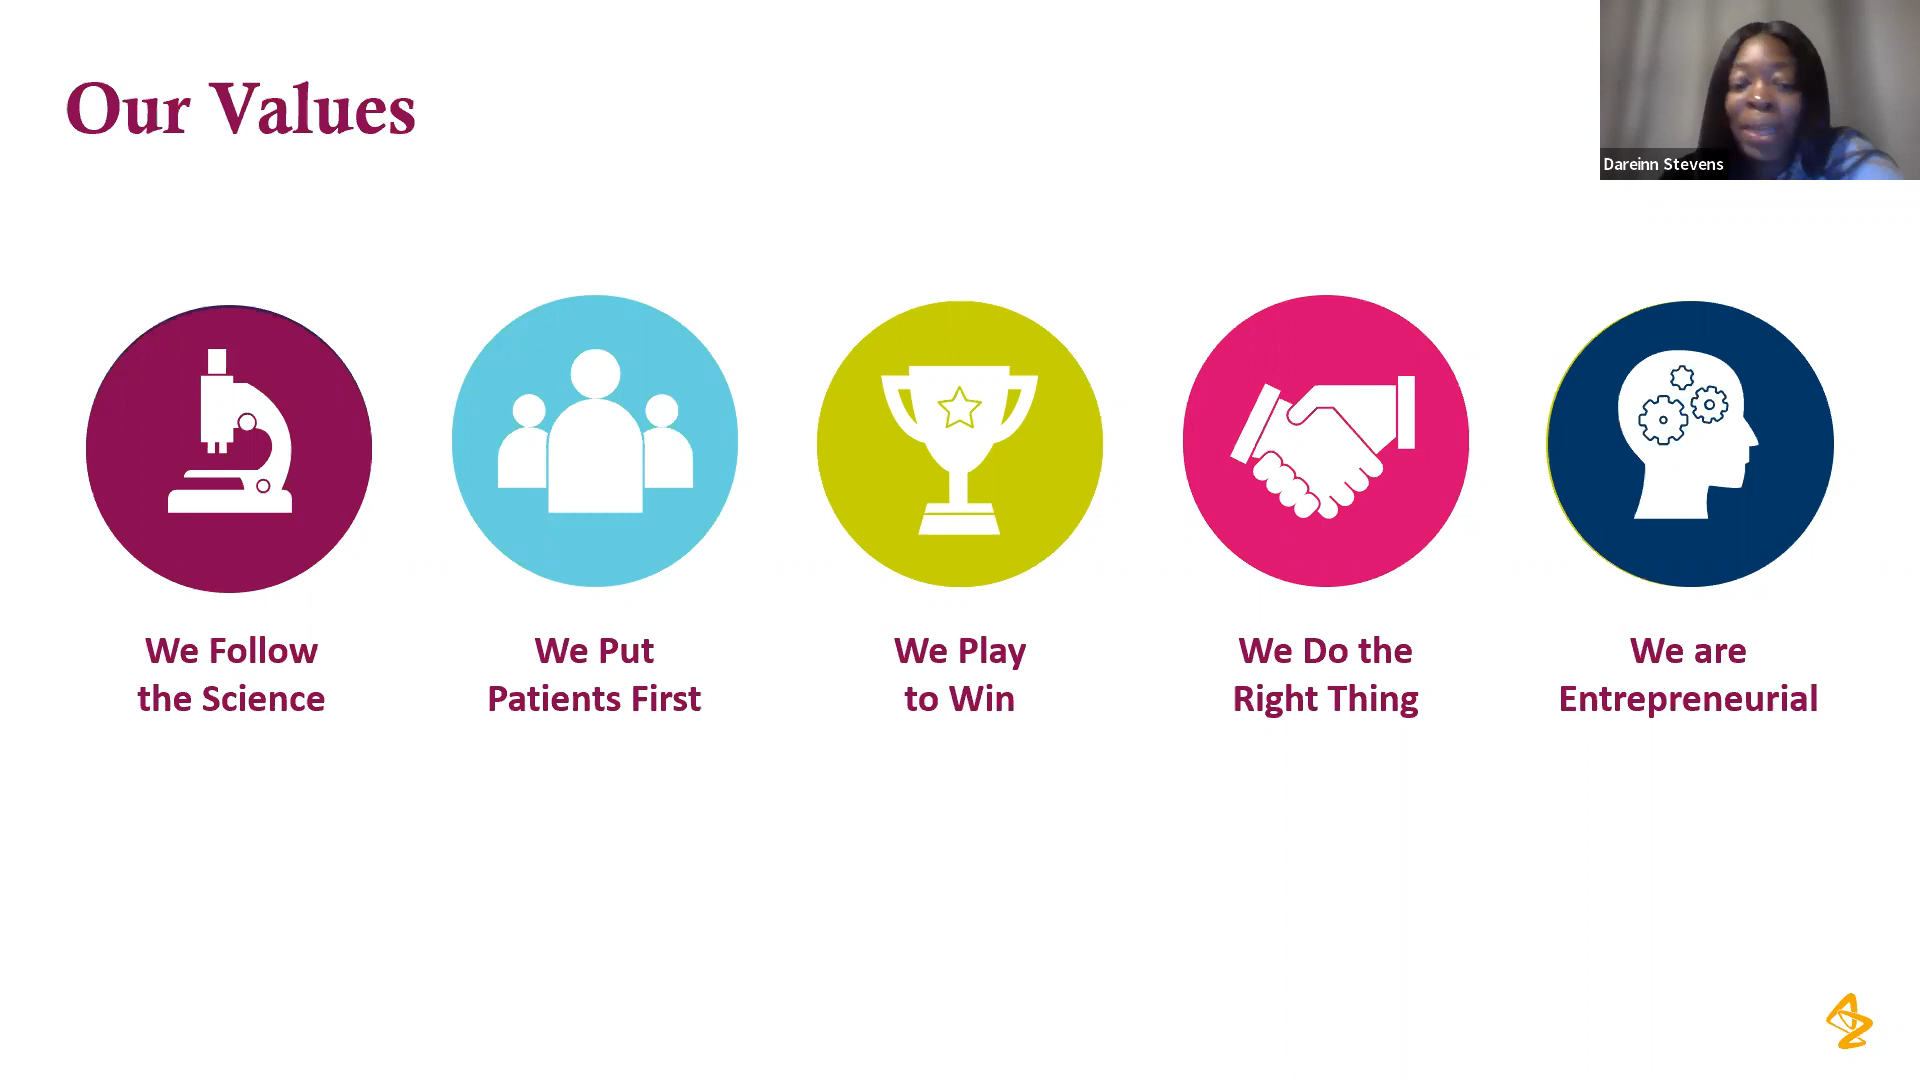 Our Values
Dareinn Stevens
We Follow
the Science
We Put
Patients First
We Play
to Win
We Do the
Right Thing
We are
Entrepreneurial